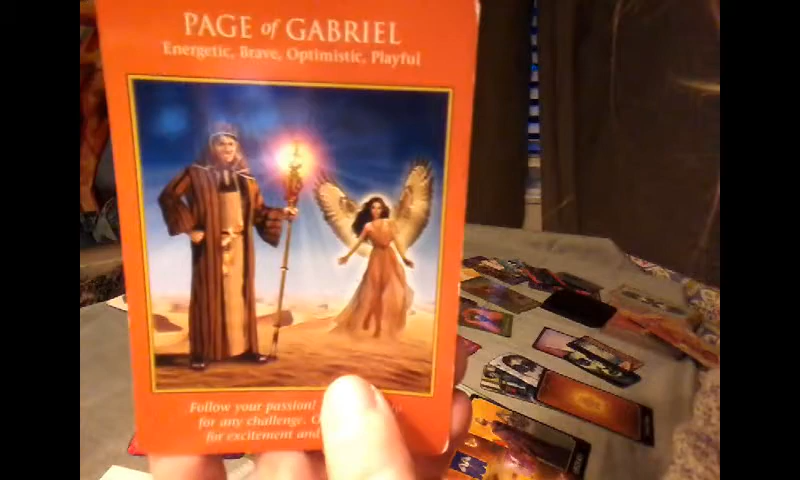 PAGE of GABRIEL
Energetic, Brave, Optimistic, Playful
Follow your passion!
for any challenge.
for excitement and